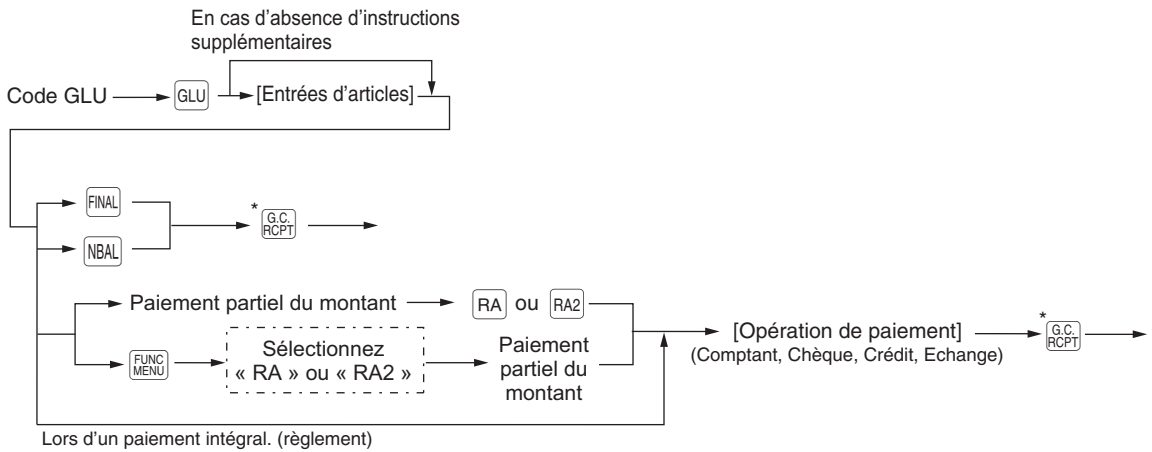 En cas d'absence d'instructions
supplémentaires
Code GLU GLU [Entrées d'articles]
FINAL
* G.C.
RCPT
NBAL
Paiement partiel du montant RA ou RA2
FUNC
MENU
Sélectionnez
« RA » ou « RA2 »
Paiement
partiel du
montant
[Opération de paiement]
(Comptant, Chèque, Crédit, Echange)
* G.C.
RCPT
Lors d'un paiement intégral. (règlement)